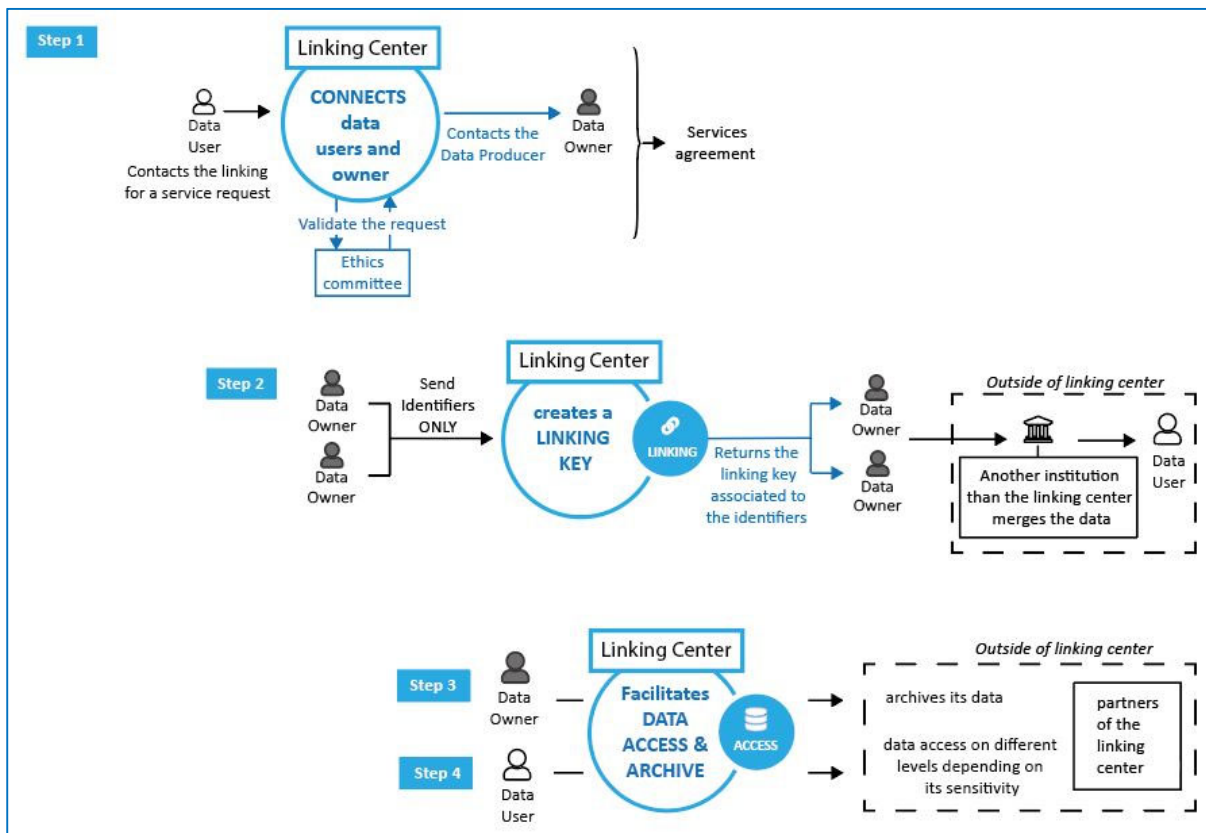 Step 1
Linking Center
CONNECTS
data
users and
owner
Data
User
Contacts the linking
for a service request
Contacts the
Data Producer
Data
Owner
Services
agreement
Validate the request
Ethics
committee
Step 2
Data
Owner
Data
Owner
Send
Identifiers
ONLY
Linking Center
creates a
LINKING
KEY
LINKING
Returns the
linking key
associated to
the identifiers
Data
Owner
Data
Owner
Outside of linking center
Another institution
than the linking center
merges the data
Data
User
Step 3
Data
Owner
Step 4
Data
User
Linking Center
Facilitates
DATA
ACCESS &
ARCHIVE
ACCESS
Outside of linking center
archives its data
data access on different
levels depending on
its sensitivity
partners
of the
linking
center